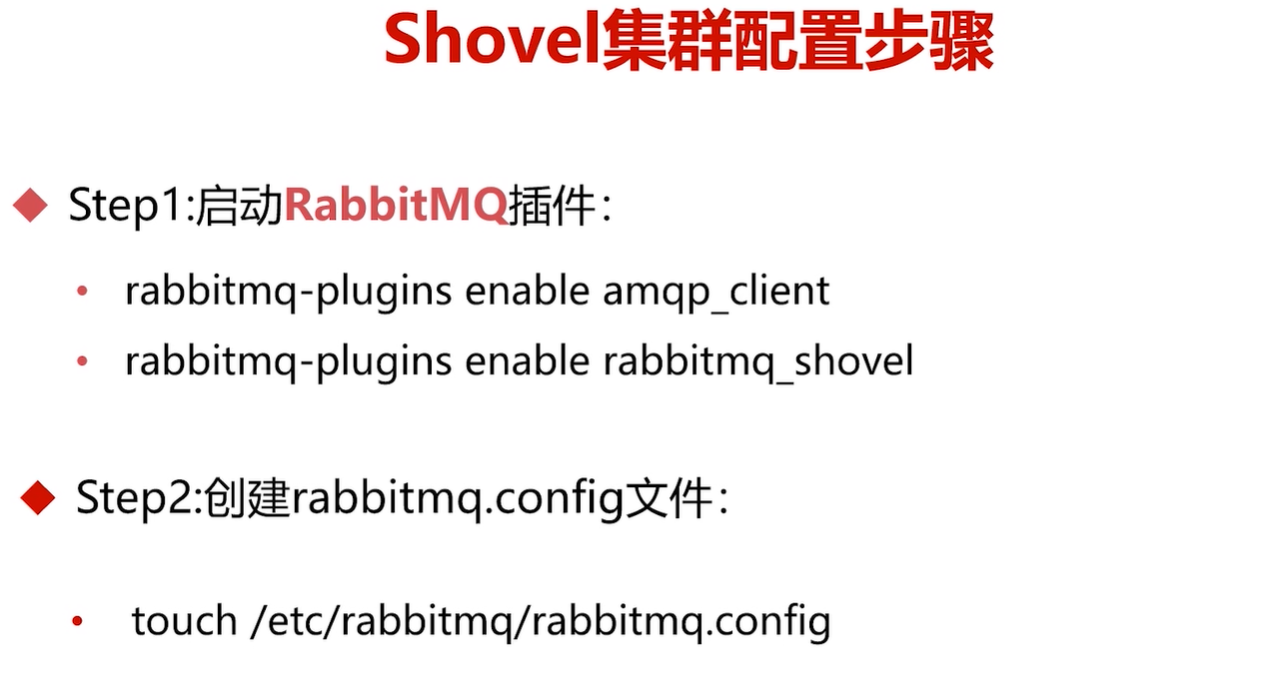 Shovel集群配置步骤
Step1:启动RabbitMQ插件：
rabbitmq-plugins enable amqp_client
rabbitmq-plugins enable rabbitmq_shovel
Step2:创建rabbitmq.config文件：
touch /etc/rabbitmq/rabbitmq.config